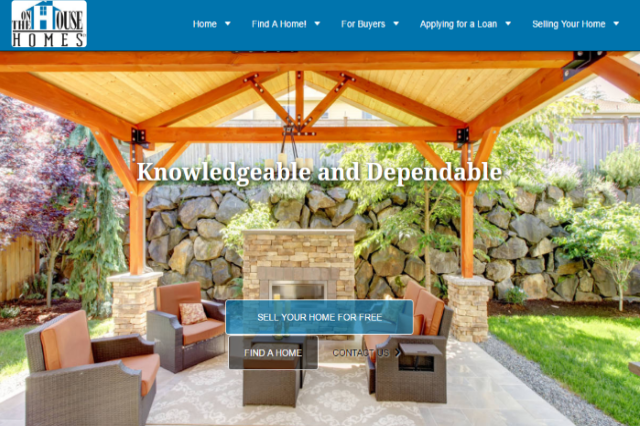 ON THE HOUSE
HOMES
Home Find A Home! For Buyers Applying for a Loan Selling Your Home
Knowledgeable and Dependable
SELL YOUR HOME FOR FREE
FIND A HOME CONTACT US